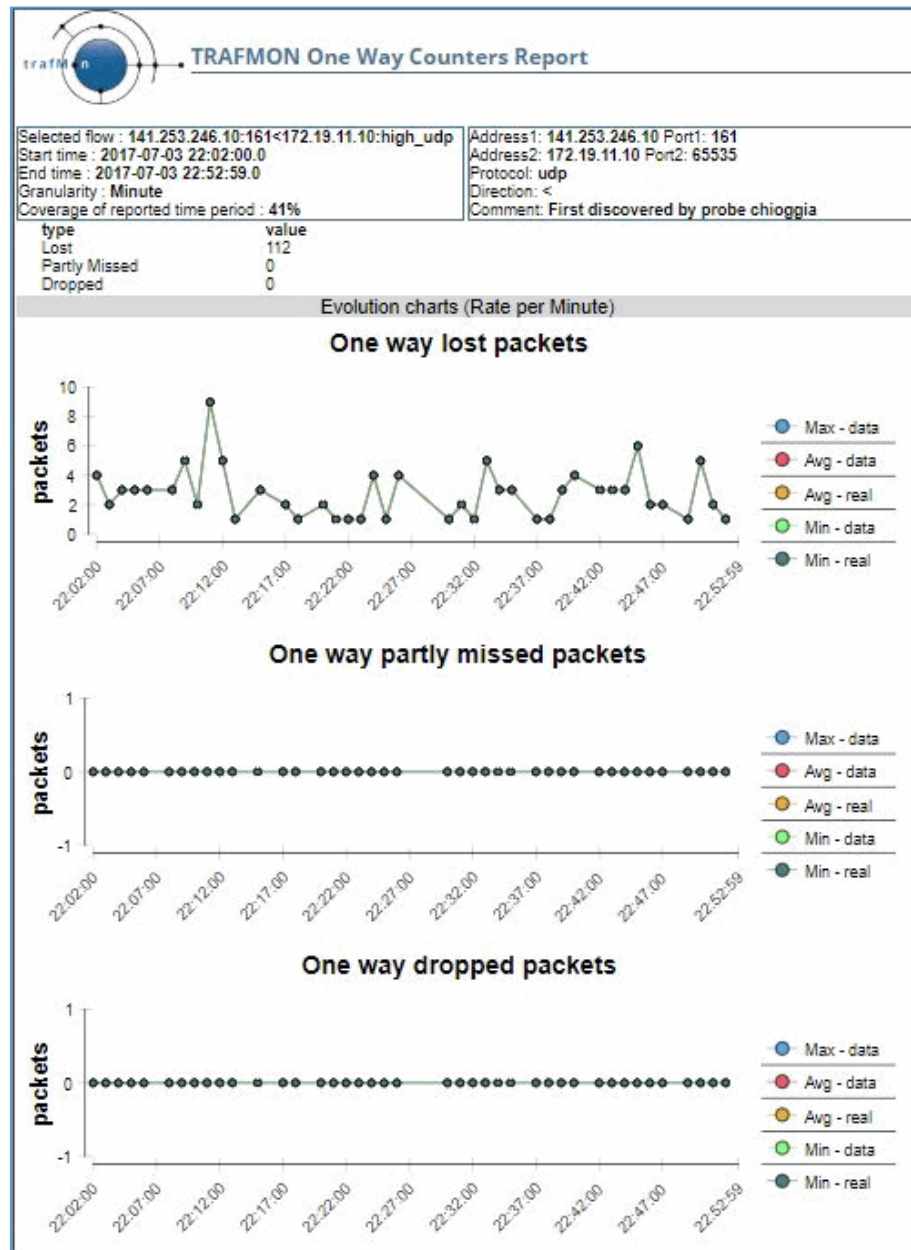 trafMon
TRAFMON One Way Counters Report
Selected flow : 141.253.246.10:161<172.19.11.10:high_udp
Start time : 2017-07-03 22:02:00.0
End time : 2017-07-03 22:52:59.0
Granularity : Minute
Coverage of reported time period : 41%
Address1: 141.253.246.10 Port1: 161
Address2: 172.19.11.10 Port2: 65535
Protocol: udp
Direction: <
Comment: First discovered by probe chioggia
type value
Lost 112
Partly Missed 0
Dropped 0
Evolution charts (Rate per Minute)
One way lost packets
packets
10
8
6
4
2
0
22:02:00
22:07:00
22:12:00
22:17:00
22:22:00
22:27:00
22:32:00
22:37:00
22:42:00
22:47:00
22:52:59
Max - data
Avg - data
Avg - real
Min - data
Min - real
One way partly missed packets
packets
1
0
-1
22:02:00
22:07:00
22:12:00
22:17:00
22:22:00
22:27:00
22:32:00
22:37:00
22:42:00
22:47:00
22:52:59
Max - data
Avg - data
Avg - real
Min - data
Min - real
One way dropped packets
packets
1
0
-1
22:02:00
22:07:00
22:12:00
22:17:00
22:22:00
22:27:00
22:32:00
22:37:00
22:42:00
22:47:00
22:52:59
Max - data
Avg - data
Avg - real
Min - data
Min - real